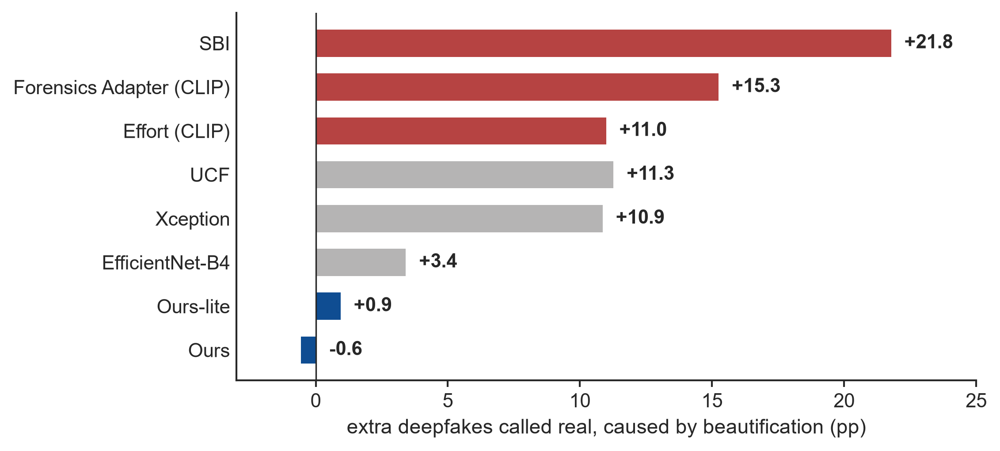 SBI +21.8
Forensics Adapter (CLIP) +15.3
Effort (CLIP) +11.0
UCF +11.3
Xception +10.9
EfficientNet-B4 +3.4
Ours-lite +0.9
Ours -0.6
0 5 10 15 20 25
extra deepfakes called real, caused by beautification (pp)